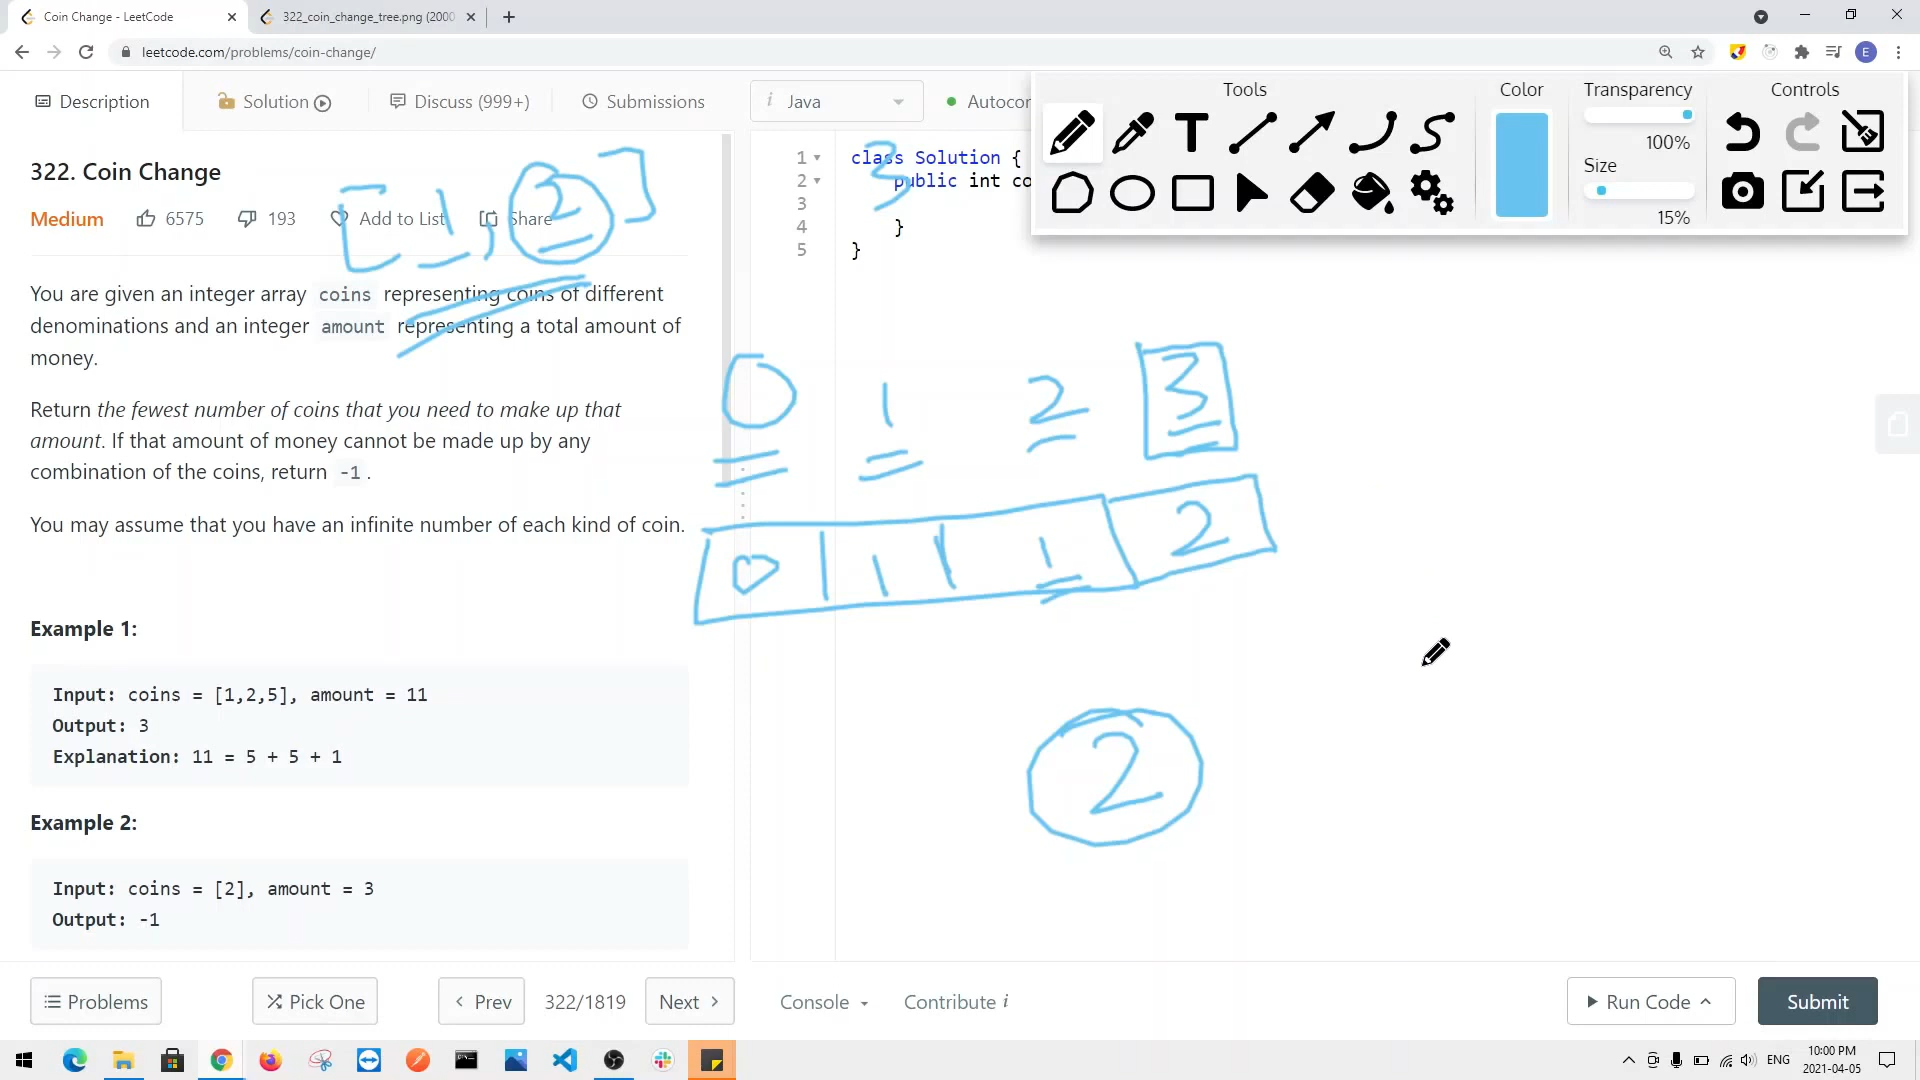 Coin Change - LeetCode
322_coin_change_tree.png (2000
leetcode.com/problems/coin-change/
E
Description
Solution
Discuss (999+)
Submissions
i Java
Autocom
Tools
Color
Transparency
100%
Size
15%
Controls
322. Coin Change
Medium 6575 193 Add to List Share
[1, 2]
3
1 class Solution {
2 public int co
3
4 }
5 }
You are given an integer array coins representing coins of different
denominations and an integer amount representing a total amount of
money.
Return the fewest number of coins that you need to make up that
amount. If that amount of money cannot be made up by any
combination of the coins, return -1.
You may assume that you have an infinite number of each kind of coin.
0 1 2 3
0 1 1 2
2
Example 1:
Input: coins = [1,2,5], amount = 11
Output: 3
Explanation: 11 = 5 + 5 + 1
Example 2:
Input: coins = [2], amount = 3
Output: -1
Problems
Pick One
Prev
322/1819
Next
Console
Contribute i
Run Code
Submit
ENG
10:00 PM
2021-04-05